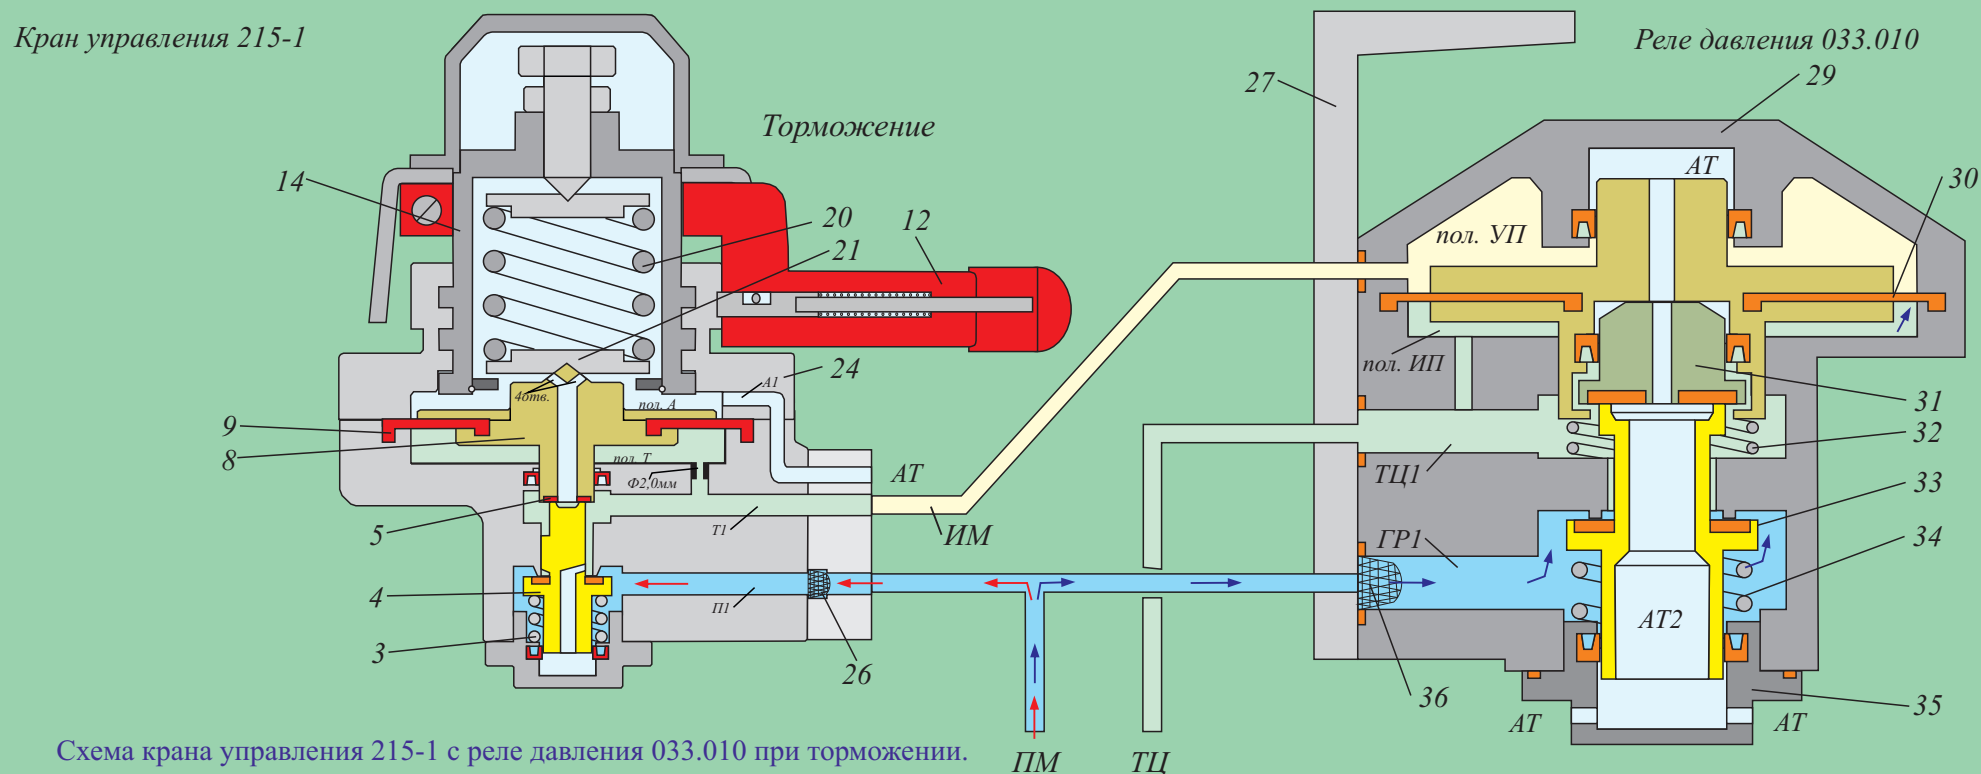 Кран управления 215-1
Реле давления 033.010
Торможение
27
29
14
20
21
12
30
АТ
пол. УП
пол. ИП
24
А1
4отв.
пол. А
9
8
пол. Т
Ф2,0мм
АТ
ИМ
5
Т1
4
П1
3
26
31
32
ТЦ1
33
ГР1
34
АТ2
36
35
АТ
АТ
ПМ
ТЦ
Схема крана управления 215-1 с реле давления 033.010 при торможении.